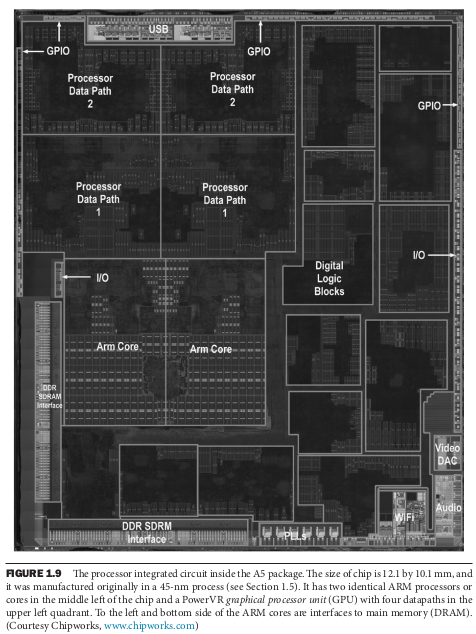 USB
GPIO
GPIO
Processor
Data Path
2
Processor
Data Path
2
GPIO
Processor
Data Path
1
Processor
Data Path
1
I/O
I/O
Digital
Logic
Blocks
Arm Core
Arm Core
DDR
SDRAM
Interface
Video
DAC
Audio
WiFi
DDR SDRM
Interface
PLLs
FIGURE 1.9 The processor integrated circuit inside the A5 package. The size of chip is 12.1 by 10.1 mm, and
it was manufactured originally in a 45-nm process (see Section 1.5). It has two identical ARM processors or
cores in the middle left of the chip and a PowerVR graphical processor unit (GPU) with four datapaths in the
upper left quadrant. To the left and bottom side of the ARM cores are interfaces to main memory (DRAM).
(Courtesy Chipworks, www.chipworks.com)